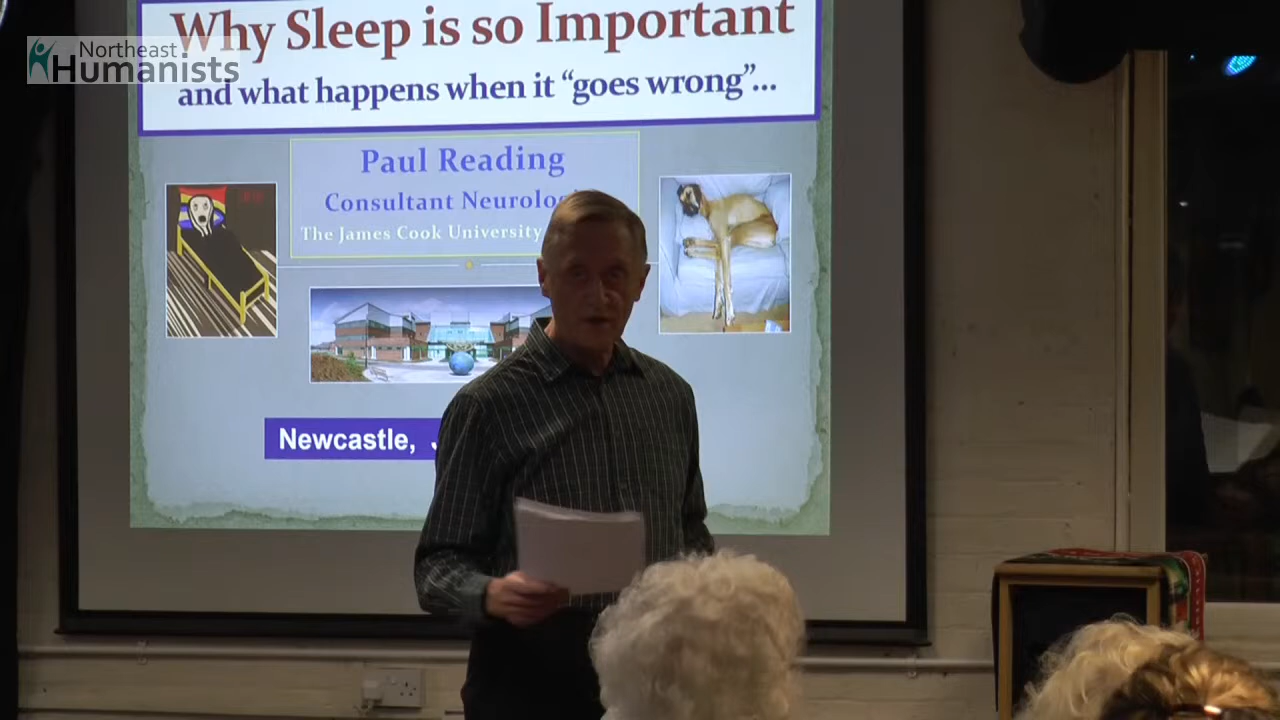 Northeast
Humanists
Why Sleep is so Important
and what happens when it “goes wrong”...
Paul Reading
Consultant
The James Cook University
Newcastle,